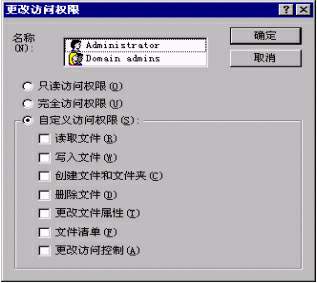 更改访问权限
名称(N):
Administrator
Domain admins
确定
取消
只读访问权限(O)
完全访问权限(U)
自定义访问权限(S):
读取文件(R)
写入文件(W)
创建文件和文件夹(C)
删除文件(D)
更改文件属性(T)
文件清单(F)
更改访问控制(A)